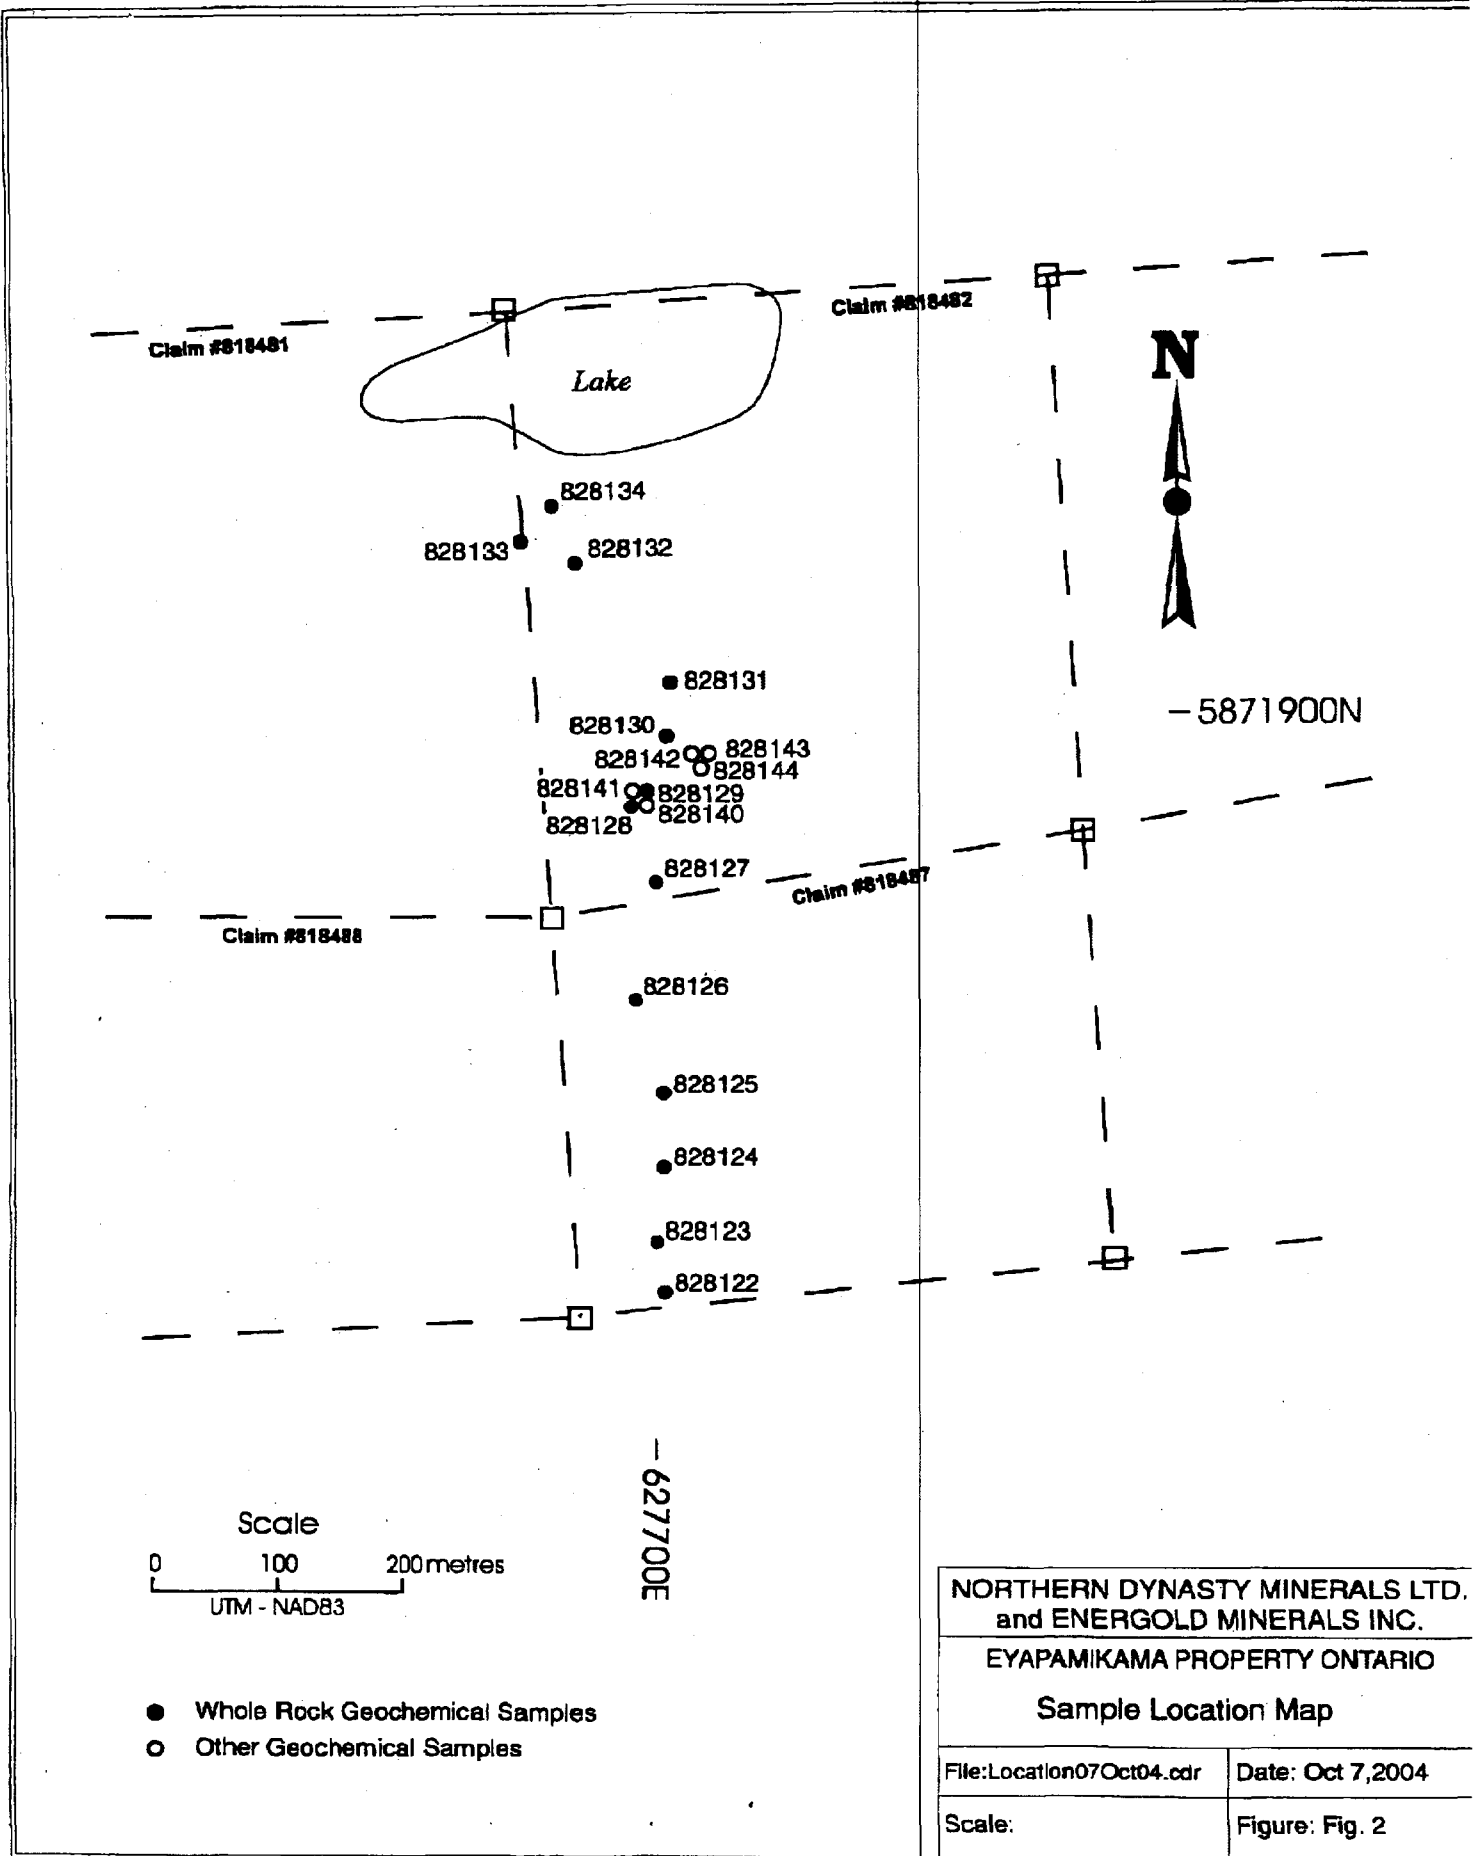 Claim #818481
Claim #818482
Lake
N
828134
828133
828132
828131
-5871900N
828130
828142
828143
828144
828141
828129
828128
828140
828127
Claim #818487
Claim #818488
828126
828125
828124
828123
828122
-627700E
Scale
0 100 200 metres
UTM - NAD83
Whole Rock Geochemical Samples
Other Geochemical Samples
NORTHERN DYNASTY MINERALS LTD.
and ENERGOLD MINERALS INC.
EYAPAMIKAMA PROPERTY ONTARIO
Sample Location Map
File:Location07Oct04.cdr
Date: Oct 7,2004
Scale:
Figure: Fig. 2